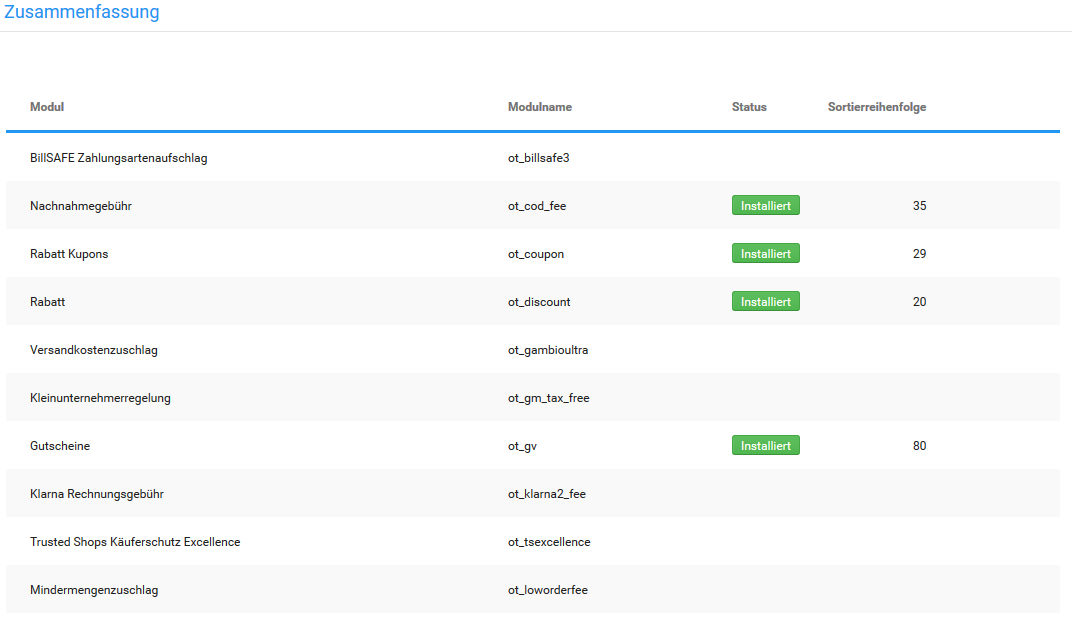 Zusammenfassung
Modul Modulname Status Sortierreihenfolge
BillSAFE Zahlungsartenaufschlag ot_billsafe3
Nachnahmegebühr ot_cod_fee Installiert 35
Rabatt Kupons ot_coupon Installiert 29
Rabatt ot_discount Installiert 20
Versandkostenzuschlag ot_gambioultra
Kleinunternehmerregelung ot_gm_tax_free
Gutscheine ot_gv Installiert 80
Klarna Rechnungsgebühr ot_klarna2_fee
Trusted Shops Käuferschutz Excellence ot_tsexcellence
Mindermengenzuschlag ot_loworderfee